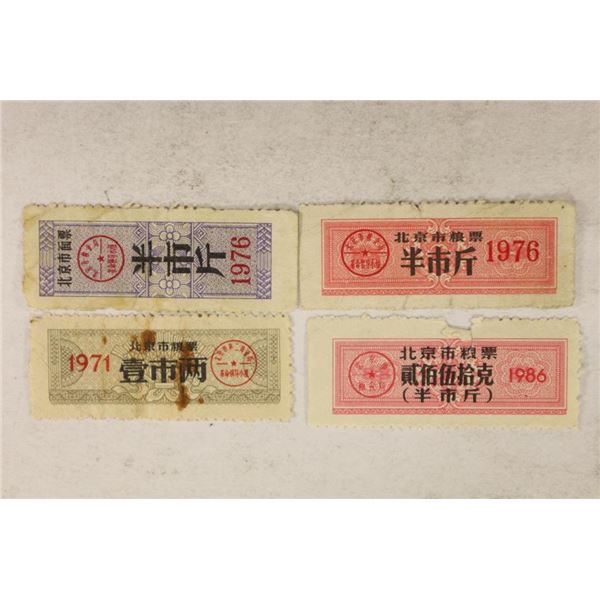 北京市面票
半市斤
1976
北京市粮票
半市斤
1976
1971
北京市粮票
壹市两
北京市粮票
貳佰伍拾克
(半市斤)
1986